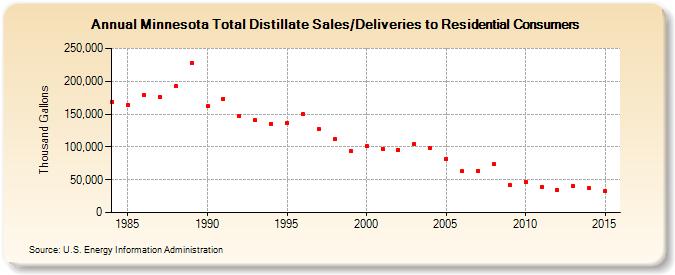 Annual Minnesota Total Distillate Sales/Deliveries to Residential Consumers
Thousand Gallons
250,000
200,000
150,000
100,000
50,000
0
1985 1990 1995 2000 2005 2010 2015
Source: U.S. Energy Information Administration